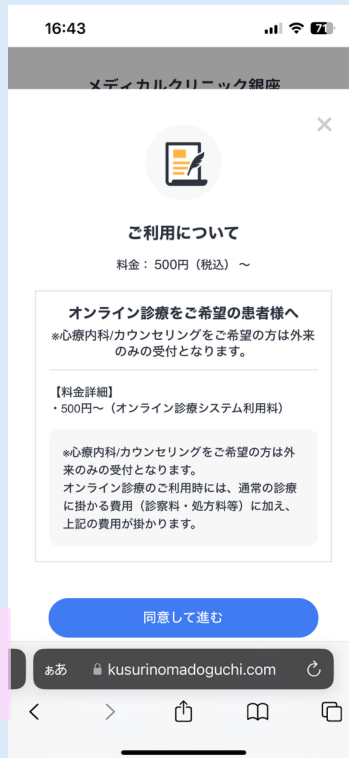 16:43
71
メディカルクリニック銀座
ご利用について
料金： 500円（税込） ～
オンライン診療をご希望の患者様へ
※心療内科/カウンセリングをご希望の方は外来
のみの受付となります。
【料金詳細】
・500円～（オンライン診療システム利用料）
※心療内科/カウンセリングをご希望の方は外
来のみの受付となります。
オンライン診療のご利用時には、通常の診療
に掛かる費用（診察料・処方料等）に加え、
上記の費用が掛かります。
同意して進む
ぁあ kusurinomadoguchi.com